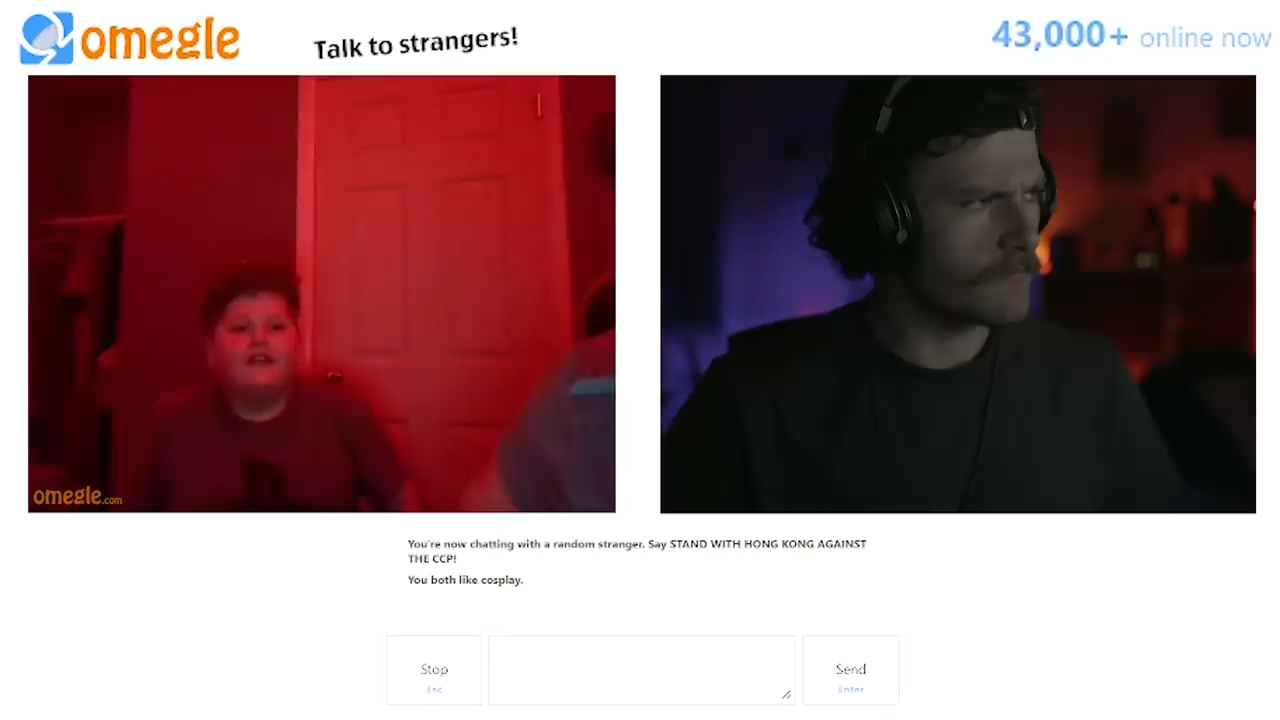 omegle
Talk to strangers!
43,000+ online now
omegle.com
You're now chatting with a random stranger. Say STAND WITH HONG KONG AGAINST
THE CCP!
You both like cosplay.
Stop
Esc
Send
Enter